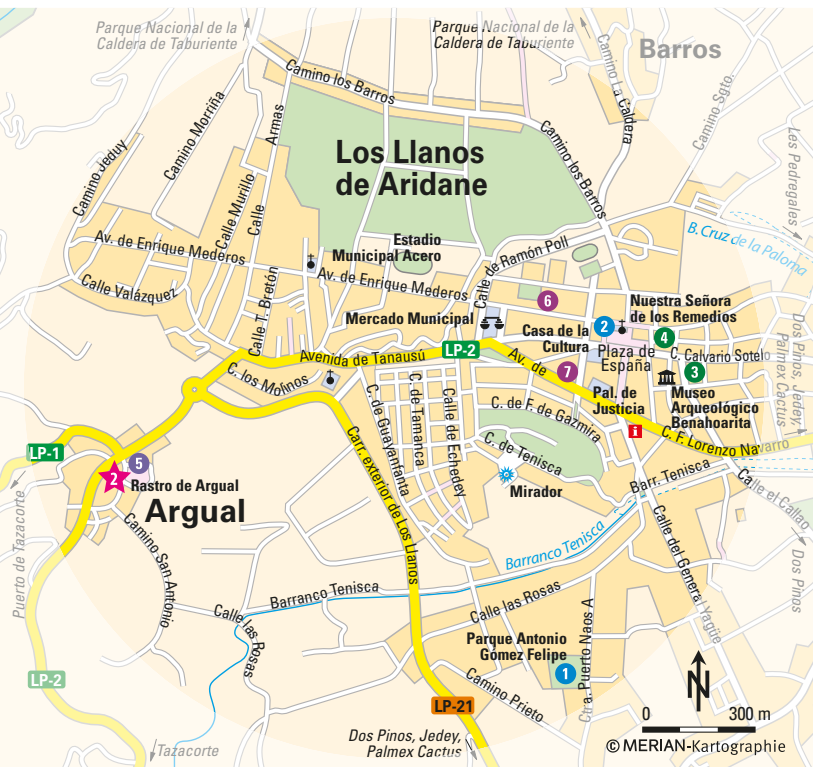 Parque Nacional de la
Caldera de Taburiente
Parque Nacional de la
Caldera de Taburiente
Barros
Camino los Barros
Camino La Caldera
Camino Sgto.
Los Llanos
de Aridane
Camino Morriña
Armas
Calle
Camino Jeduy
Calle Murillo
Camino los Barros
Les Pedregales
B. Cruz de la Paloma
Av. de Enrique Mederos
Estadio
Municipal Acero
Calle de Ramón Poll
Calle Valázquez
Av. de Enrique Mederos
Calle T. Bretón
6
Nuestra Señora
de los Remedios
Mercado Municipal
Casa de la
Cultura
2
4
Plaza de
España
C. Calvario Sotelo
Dos Pinos, Jedey,
Palmex Cactus
Avenida de Tanausú
LP-2
Av. de
7
3
C. los Molinos
Pal. de
Justicia
Museo
Arqueológico
Benahoarita
C. de Guayanfanta
C. de Tamanca
Calle de Echedey
C. de F. de Gazmira
i
C. F. Lorenzo Navarro
LP-1
5
2
Rastro de Argual
Argual
C. de Tenisca
Mirador
Barr. Tenisca
Calle el Callao
Carr. exterior de Los Llanos
Puerto de Tazacorte
Camino San Antonio
Barranco Tenisca
Calle del General Yagüe
Dos Pinos
Barranco Tenisca
Calle las Rosas
Calle las Rosas
Parque Antonio
Gómez Felipe
1
Ctra. Puerto Naos A
LP-2
Camino Prieto
N
LP-21
0 300 m
Tazacorte
Dos Pinos, Jedey,
Palmex Cactus
© MERIAN-Kartographie